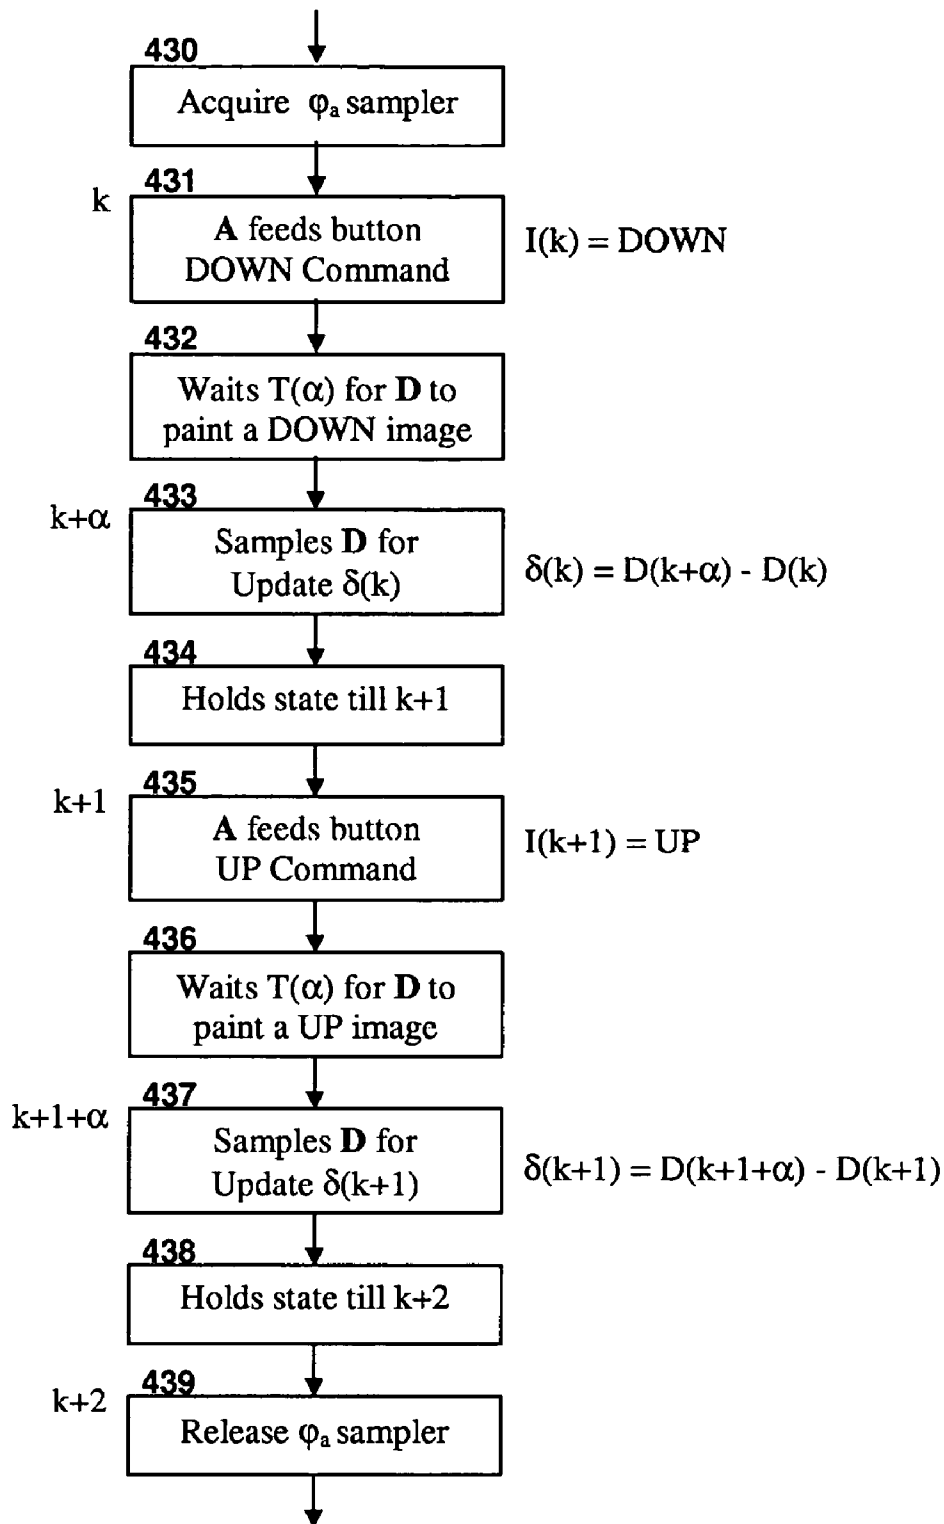 430
Acquire φa sampler
k
431
A feeds button
DOWN Command
I(k) = DOWN
432
Waits T(α) for D to
paint a DOWN image
k+α
433
Samples D for
Update δ(k)
δ(k) = D(k+α) - D(k)
434
Holds state till k+1
k+1
435
A feeds button
UP Command
I(k+1) = UP
436
Waits T(α) for D to
paint a UP image
k+1+α
437
Samples D for
Update δ(k+1)
δ(k+1) = D(k+1+α) - D(k+1)
438
Holds state till k+2
k+2
439
Release φa sampler